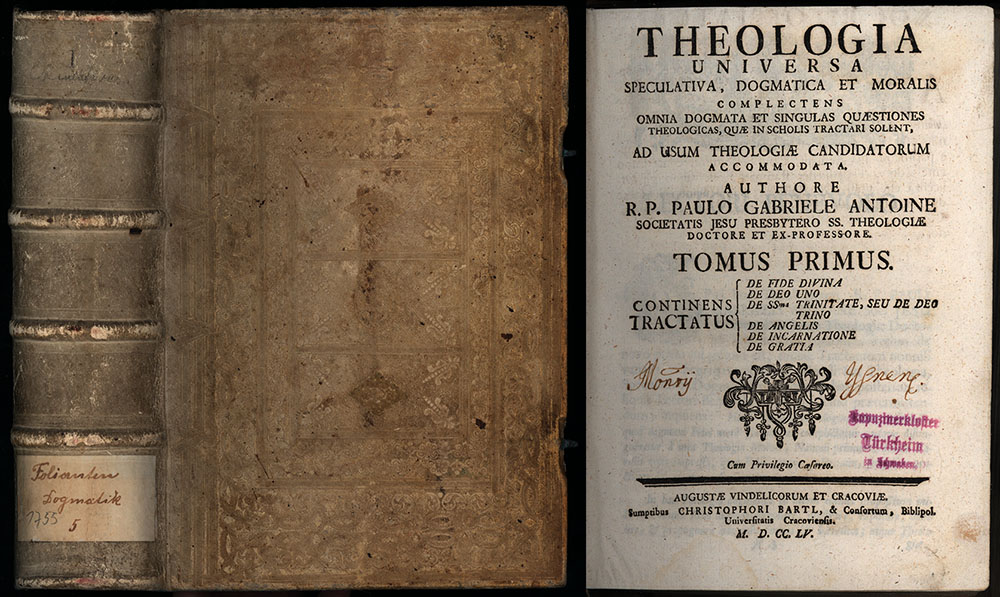 I
Folianten
Dogmatik
1755
5
THEOLOGIA
UNIVERSA
SPECULATIVA, DOGMATICA ET MORALIS
COMPLECTENS
OMNIA DOGMATA ET SINGULAS QUÆSTIONES
THEOLOGICAS, QUÆ IN SCHOLIS TRACTARI SOLENT,
AD USUM THEOLOGIÆ CANDIDATORUM
ACCOMMODATA.
AUTHORE
R. P. PAULO GABRIELE ANTOINE
SOCIETATIS JESU PRESBYTERO SS. THEOLOGIÆ
DOCTORE ET EX-PROFESSORE.
TOMUS PRIMUS.
CONTINENS
TRACTATUS
DE FIDE DIVINA
DE DEO UNO
DE SSmâ TRINITATE, SEU DE DEO
TRINO
DE ANGELIS
DE INCARNATIONE
DE GRATIA
Kapuzinerkloster
Türkheim
in Schwaben.
Cum Privilegio Cæsareo.
AUGUSTÆ VINDELICORUM ET CRACOVIÆ.
Sumptibus CHRISTOPHORI BARTL, & Consortum, Bibliopol.
Universitatis Cracoviensis.
M. D. CC. LV.